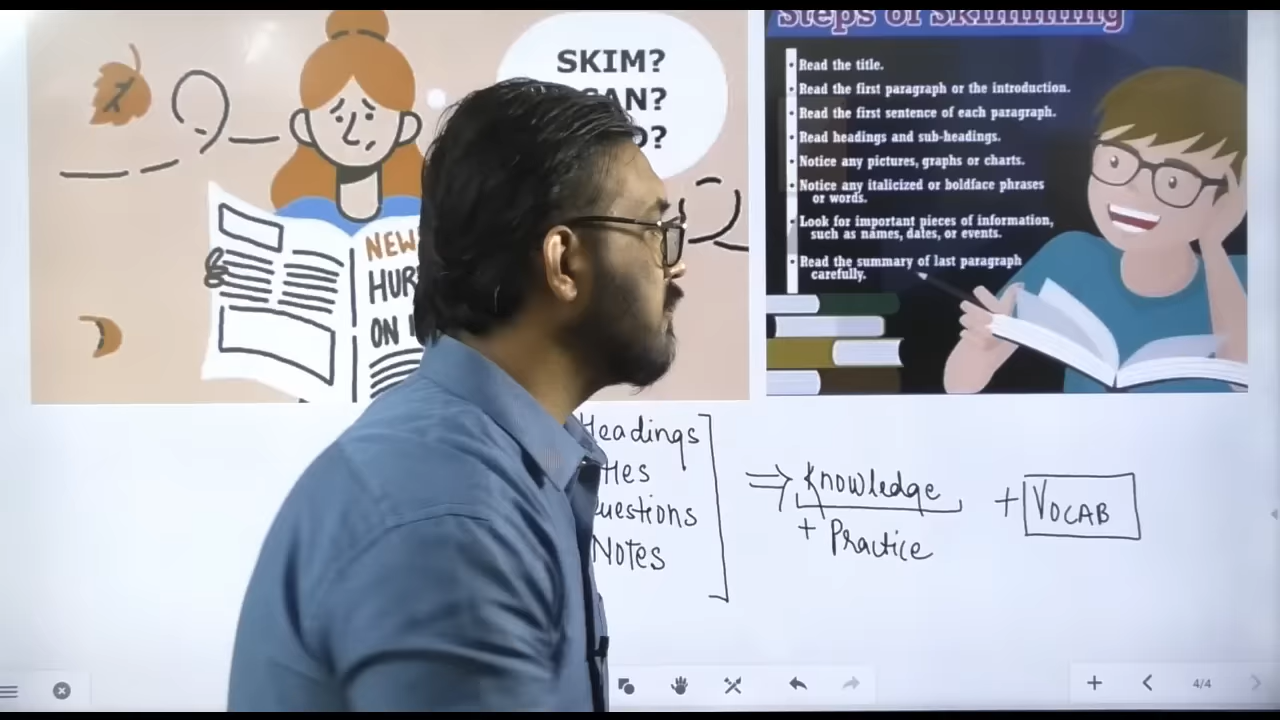 SKIM?
NEW
HUR
ON
Steps of Skimming
• Read the title.
• Read the first paragraph or the introduction.
• Read the first sentence of each paragraph.
• Read headings and sub-headings.
• Notice any pictures, graphs or charts.
• Notice any italicized or boldface phrases
or words.
• Look for important pieces of information,
such as names, dates, or events.
• Read the summary of last paragraph
carefully.
Headings
Notes
⇒ Knowledge
+ Practice
+ VOCAB
4/4